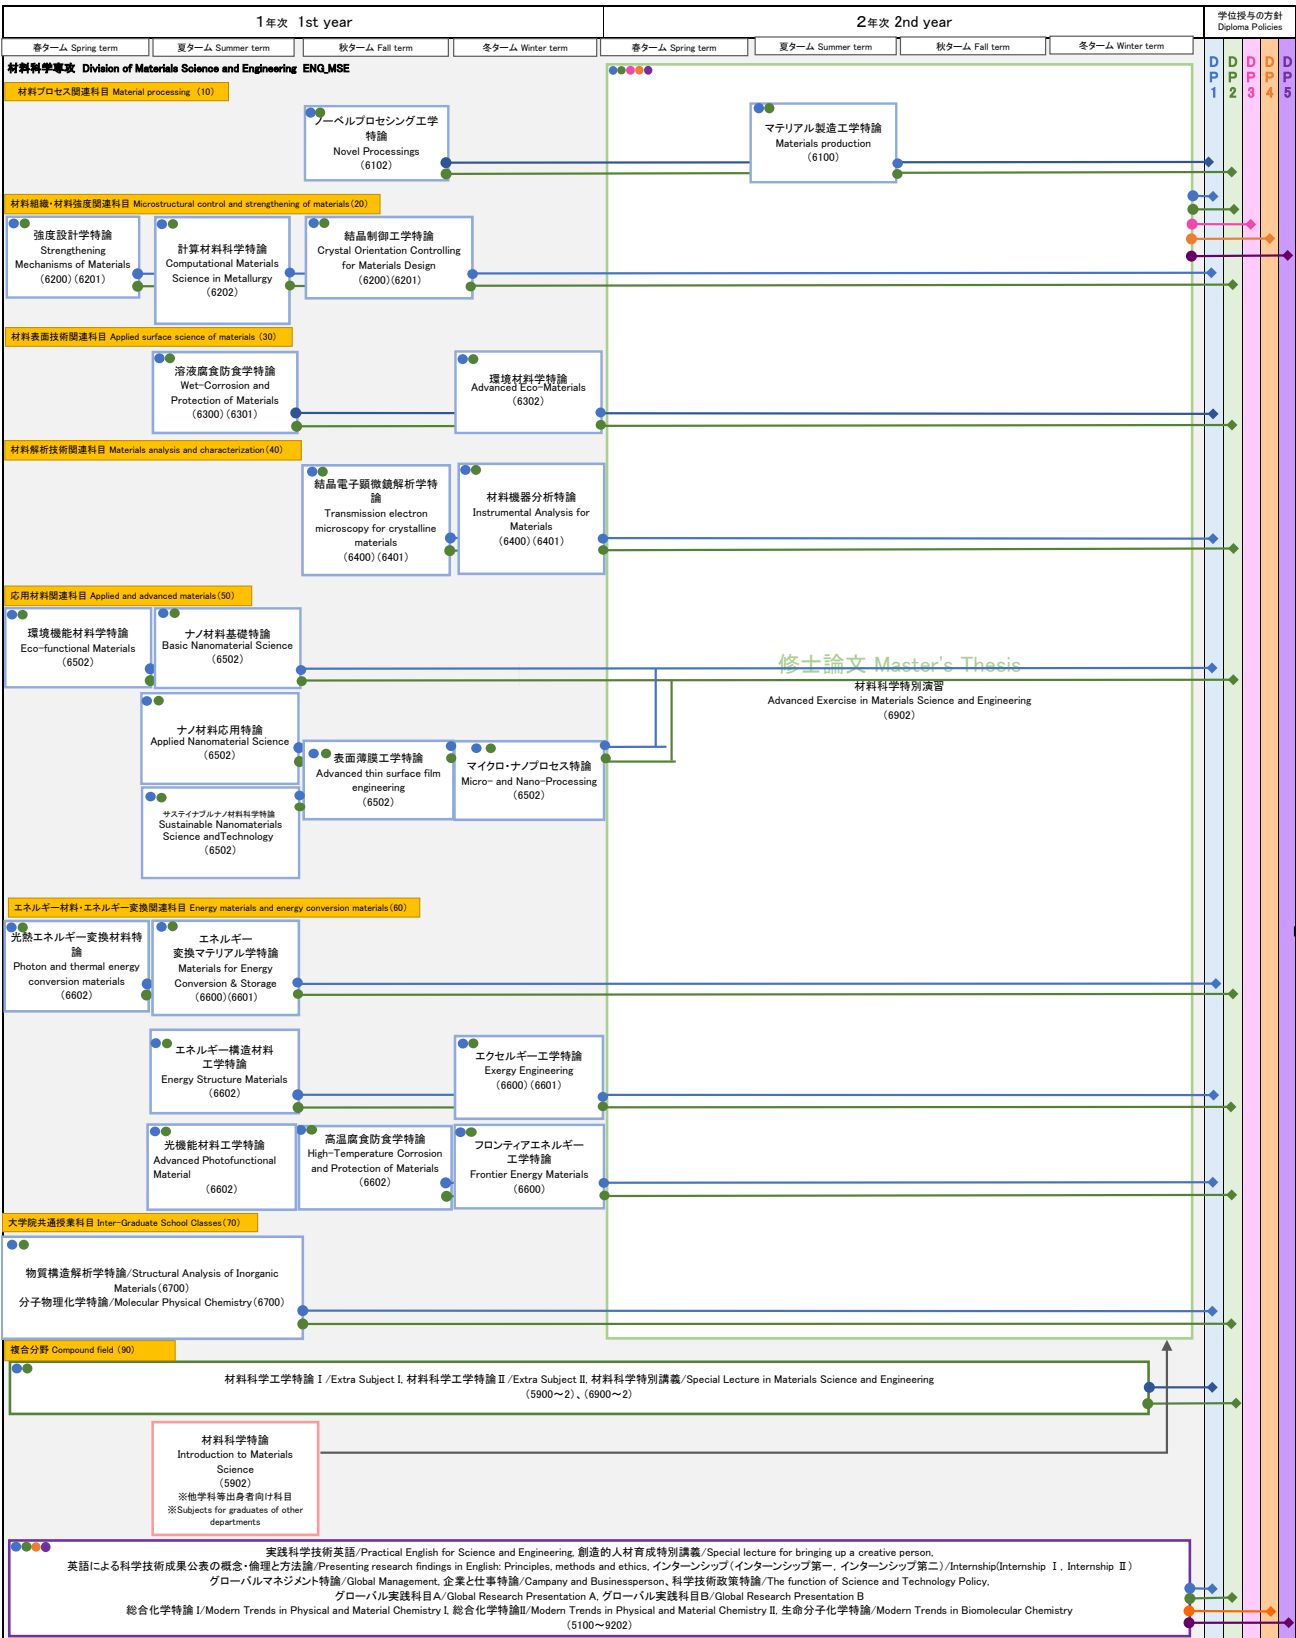 1年次 1st year
2年次 2nd year
学位授与の方針
Diploma Policies
春ターム Spring term
夏ターム Summer term
秋ターム Fall term
冬ターム Winter term
春ターム Spring term
夏ターム Summer term
秋ターム Fall term
冬ターム Winter term
材料科学専攻 Division of Materials Science and Engineering ENG_MSE
DP1
DP2
DP3
DP4
DP5
材料プロセス関連科目 Material processing (10)
ノーベルプロセシング工学
特論
Novel Processings
(6102)
マテリアル製造工学特論
Materials production
(6100)
材料組織・材料強度関連科目 Microstructural control and strengthening of materials(20)
強度設計学特論
Strengthening
Mechanisms of Materials
(6200)(6201)
計算材料科学特論
Computational Materials
Science in Metallurgy
(6202)
結晶制御工学特論
Crystal Orientation Controlling
for Materials Design
(6200)(6201)
材料表面技術関連科目 Applied surface science of materials (30)
溶液腐食防食学特論
Wet-Corrosion and
Protection of Materials
(6300)(6301)
環境材料学特論
Advanced Eco-Materials
(6302)
材料解析技術関連科目 Materials analysis and characterization(40)
結晶電子顕微鏡解析学特
論
Transmission electron
microscopy for crystalline
materials
(6400)(6401)
材料機器分析特論
Instrumental Analysis for
Materials
(6400)(6401)
応用材料関連科目 Applied and advanced materials(50)
環境機能材料学特論
Eco-functional Materials
(6502)
ナノ材料基礎特論
Basic Nanomaterial Science
(6502)
修士論文 Master's Thesis
材料科学特別演習
Advanced Exercise in Materials Science and Engineering
(6902)
ナノ材料応用特論
Applied Nanomaterial Science
(6502)
表面薄膜工学特論
Advanced thin surface film
engineering
(6502)
マイクロ・ナノプロセス特論
Micro- and Nano-Processing
(6502)
サステイナブルナノ材料科学特論
Sustainable Nanomaterials
Science andTechnology
(6502)
エネルギー材料・エネルギー変換関連科目 Energy materials and energy conversion materials(60)
光熱エネルギー変換材料特
論
Photon and thermal energy
conversion materials
(6602)
エネルギー
変換マテリアル学特論
Materials for Energy
Conversion & Storage
(6600)(6601)
エネルギー構造材料
工学特論
Energy Structure Materials
(6602)
エクセルギー工学特論
Exergy Engineering
(6600)(6601)
光機能材料工学特論
Advanced Photofunctional
Material
(6602)
高温腐食防食学特論
High-Temperature Corrosion
and Protection of Materials
(6602)
フロンティアエネルギー
工学特論
Frontier Energy Materials
(6600)
大学院共通授業科目 Inter-Graduate School Classes(70)
物質構造解析学特論/Structural Analysis of Inorganic
Materials(6700)
分子物理化学特論/Molecular Physical Chemistry(6700)
複合分野 Compound field (90)
材料科学工学特論Ⅰ/Extra Subject I, 材料科学工学特論Ⅱ/Extra Subject II, 材料科学特別講義/Special Lecture in Materials Science and Engineering
(5900~2)、(6900~2)
材料科学特論
Introduction to Materials
Science
(5902)
※他学科等出身者向け科目
※Subjects for graduates of other
departments
実践科学技術英語/Practical English for Science and Engineering, 創造的人材育成特別講義/Special lecture for bringing up a creative person,
英語による科学技術成果公表の概念・倫理と方法論/Presenting research findings in English: Principles, methods and ethics, インターンシップ(インターンシップ第一, インターンシップ第二)/Internship(Internship Ⅰ, Internship Ⅱ)
グローバルマネジメント特論/Global Management, 企業と仕事特論/Campany and Businessperson、科学技術政策特論/The function of Science and Technology Policy,
グローバル実践科目A/Global Research Presentation A, グローバル実践科目B/Global Research Presentation B
総合化学特論 I/Modern Trends in Physical and Material Chemistry I, 総合化学特論II/Modern Trends in Physical and Material Chemistry II, 生命分子化学特論/Modern Trends in Biomolecular Chemistry
(5100~9202)